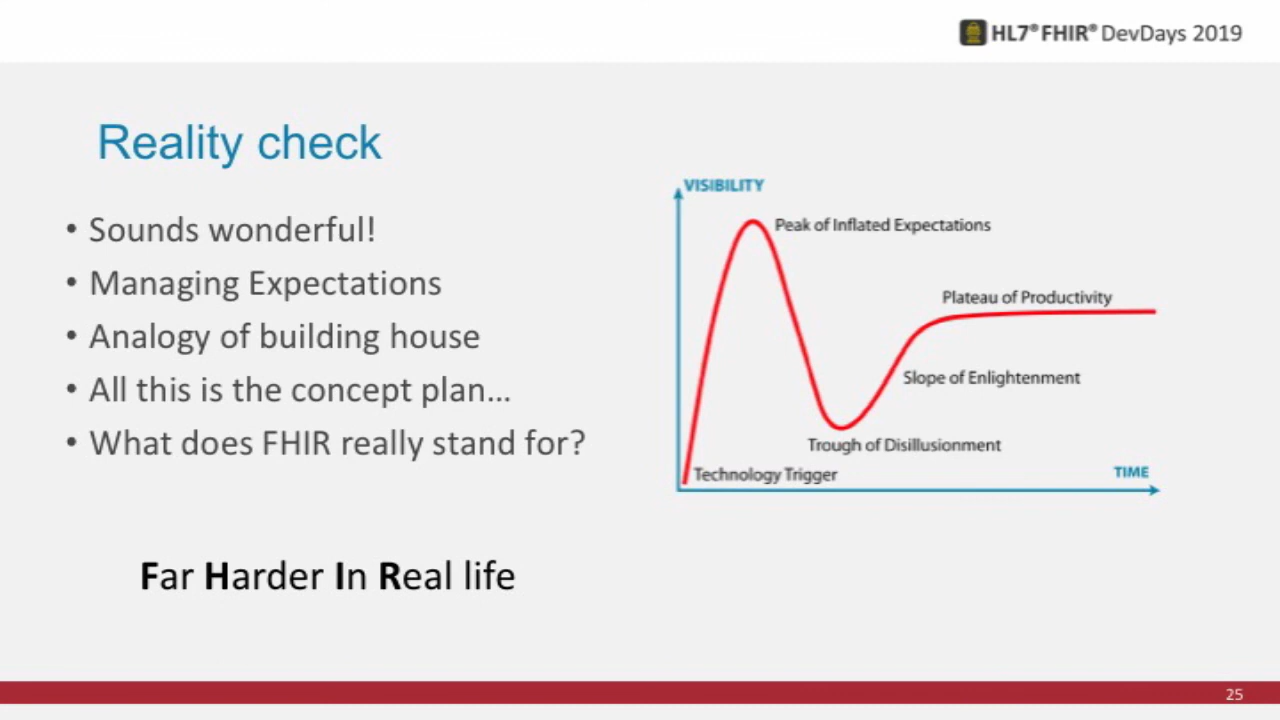 HL7® FHIR® DevDays 2019
Reality check
• Sounds wonderful!
• Managing Expectations
• Analogy of building house
• All this is the concept plan...
• What does FHIR really stand for?
Far Harder In Real life
VISIBILITY
Peak of Inflated Expectations
Plateau of Productivity
Slope of Enlightenment
Trough of Disillusionment
Technology Trigger
TIME
25